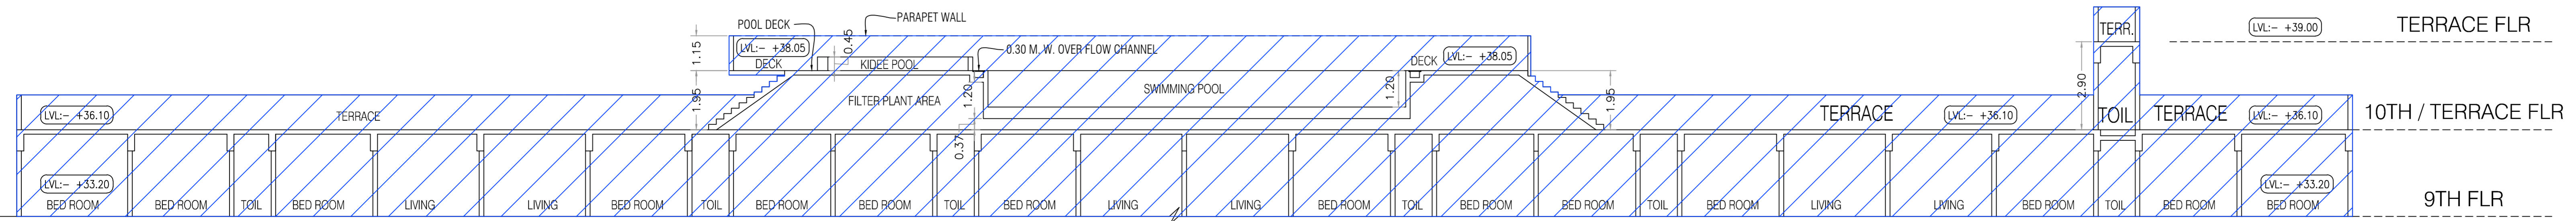 POOL DECK
PARAPET WALL
TERR.
LVL:- +39.00
TERRACE FLR
1.15
LVL:- +38.05
0.45
0.30 M. W. OVER FLOW CHANNEL
DECK
KIDEE POOL
DECK
LVL:- +38.05
2.90
1.95
FILTER PLANT AREA
1.20
SWIMMING POOL
1.20
1.95
LVL:- +36.10
TERRACE
TERRACE
LVL:- +36.10
TOIL
TERRACE
LVL:- +36.10
10TH / TERRACE FLR
0.37
LVL:- +33.20
LVL:- +33.20
9TH FLR
BED ROOM
BED ROOM
TOIL
BED ROOM
LIVING
LIVING
BED ROOM
TOIL
BED ROOM
BED ROOM
TOIL
BED ROOM
LIVING
LIVING
BED ROOM
TOIL
BED ROOM
BED ROOM
TOIL
BED ROOM
LIVING
LIVING
BED ROOM
TOIL
BED ROOM
BED ROOM